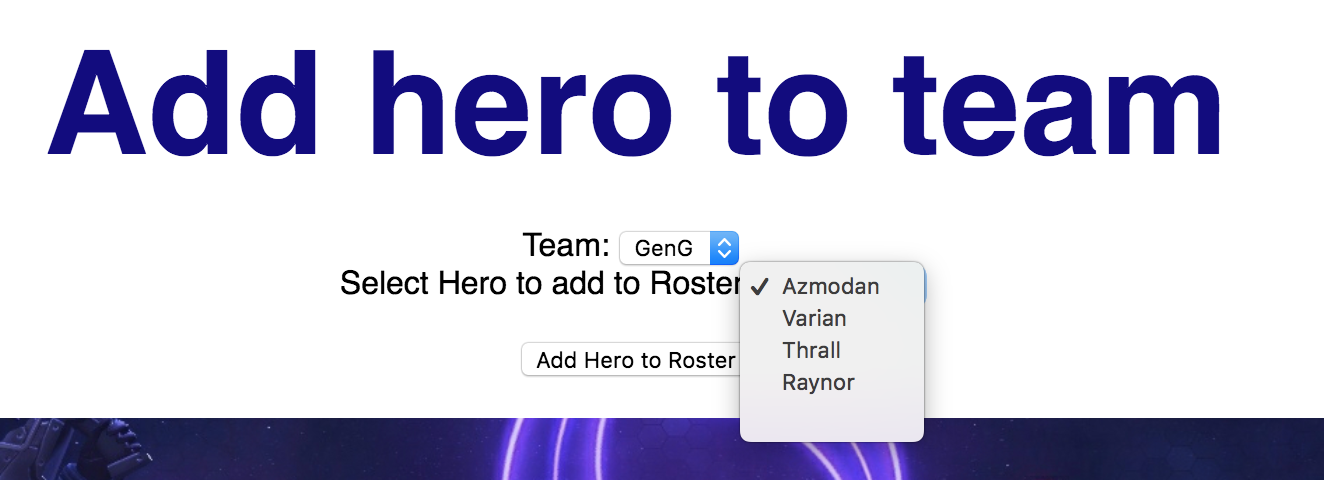 Add hero to team
Team: GenG
Select Hero to add to Roster
✓ Azmodan
Varian
Thrall
Add Hero to Roster
Raynor